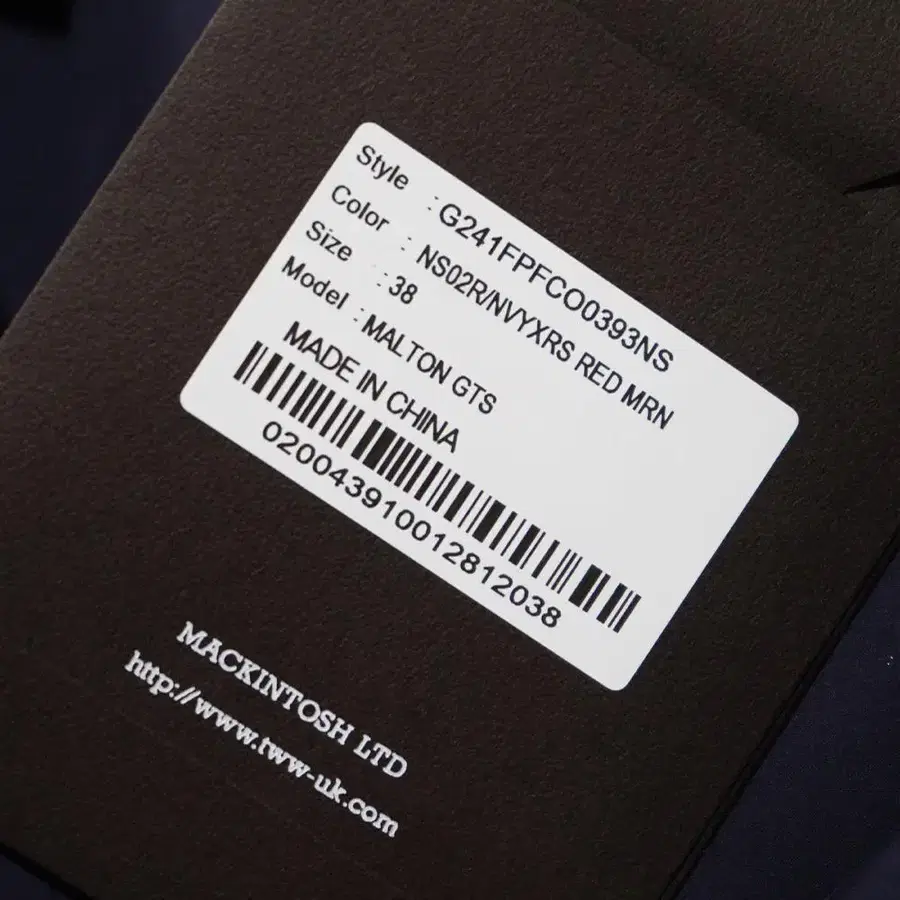 Style : G241FPFCO0393NS
Color : NS02R/NVYXRS RED MRN
Size : 38
Model : MALTON GTS
MADE IN CHINA
020043910012812038
MACKINTOSH LTD
http://www.tww-uk.com